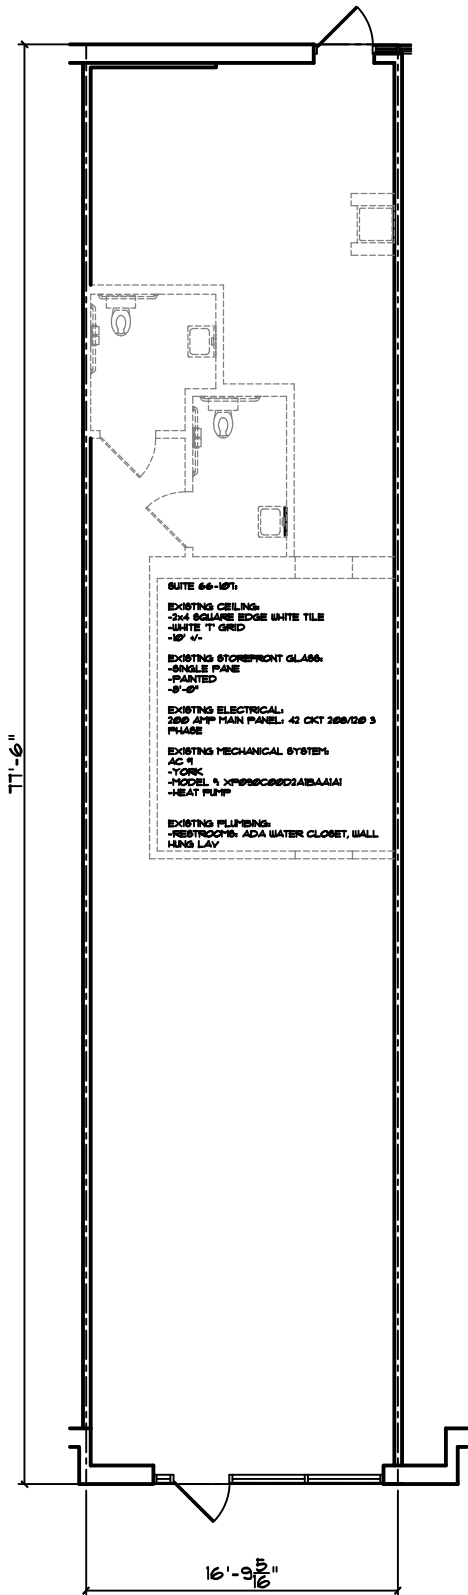 SUITE 66-107:
EXISTING CEILING:
-2x4 SQUARE EDGE WHITE TILE
-WHITE 'T' GRID
-10' +/-
EXISTING STOREFRONT GLASS:
-SINGLE PANE
-PAINTED
-8'-0"
EXISTING ELECTRICAL:
200 AMP MAIN PANEL: 42 CKT 208/120 3
PHASE
EXISTING MECHANICAL SYSTEM:
AC 9
-YORK
-MODEL
-HEAT PUMP
EXISTING PLUMBING:
-RESTROOMS: ADA WATER CLOSET, WALL
HUNG LAV
77'-6"
16'-9 5/16"